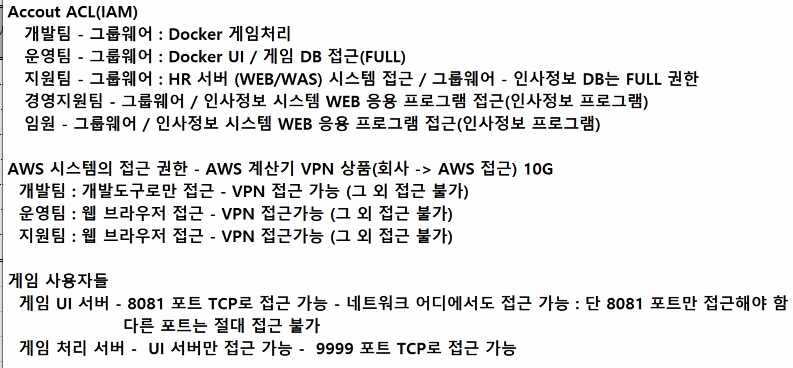 Accout ACL(IAM)
개발팀 - 그룹웨어 : Docker 게임처리
운영팀 - 그룹웨어 : Docker UI / 게임 DB 접근(FULL)
지원팀 - 그룹웨어 : HR 서버 (WEB/WAS) 시스템 접근 / 그룹웨어 - 인사정보 DB는 FULL 권한
경영지원팀 - 그룹웨어 / 인사정보 시스템 WEB 응용 프로그램 접근(인사정보 프로그램)
임원 - 그룹웨어 / 인사정보 시스템 WEB 응용 프로그램 접근(인사정보 프로그램)
AWS 시스템의 접근 권한 - AWS 계산기 VPN 상품(회사 -> AWS 접근) 10G
개발팀 : 개발도구로만 접근 - VPN 접근 가능 (그 외 접근 불가)
운영팀 : 웹 브라우저 접근 - VPN 접근가능 (그 외 접근 불가)
지원팀 : 웹 브라우저 접근 - VPN 접근가능 (그 외 접근 불가)
게임 사용자들
게임 UI 서버 - 8081 포트 TCP로 접근 가능 - 네트워크 어디에서도 접근 가능 : 단 8081 포트만 접근해야 함
다른 포트는 절대 접근 불가
게임 처리 서버 - UI 서버만 접근 가능 - 9999 포트 TCP로 접근 가능